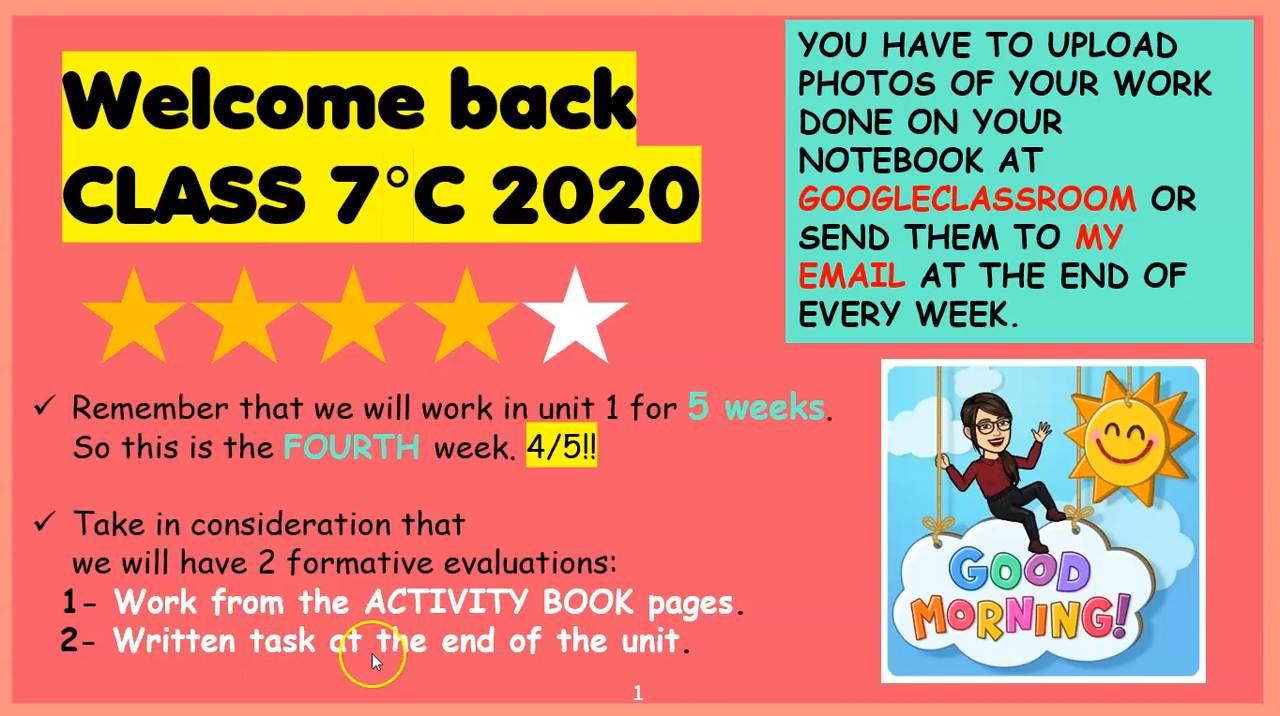 Welcome back
CLASS 7°C 2020
YOU HAVE TO UPLOAD
PHOTOS OF YOUR WORK
DONE ON YOUR
NOTEBOOK AT
GOOGLECLASSROOM OR
SEND THEM TO MY
EMAIL AT THE END OF
EVERY WEEK.
✓ Remember that we will work in unit 1 for 5 weeks.
So this is the FOURTH week. 4/5!!
✓ Take in consideration that
we will have 2 formative evaluations:
1- Work from the ACTIVITY BOOK pages.
2- Written task at the end of the unit.
GOOD
MORNING!
1